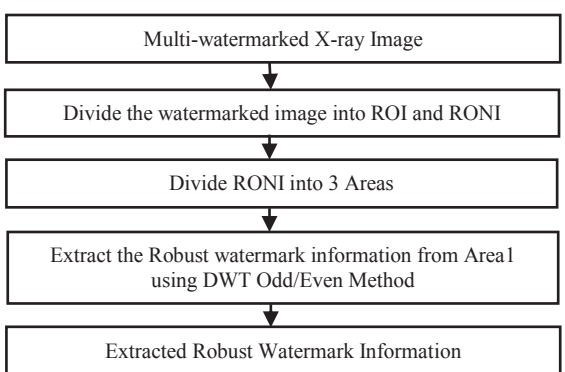 Multi-watermarked X-ray Image
Divide the watermarked image into ROI and RONI
Divide RONI into 3 Areas
Extract the Robust watermark information from Area1
using DWT Odd/Even Method
Extracted Robust Watermark Information